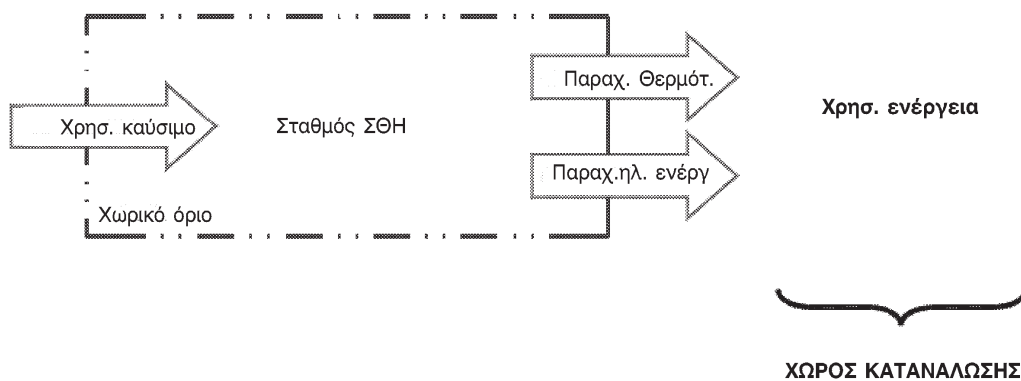 Παραχ. Θερμότ.
Χρησ. ενέργεια
Χρησ. καύσιμο
Σταθμός ΣΘΗ
Παραχ.ηλ. ενέργ
Χωρικό όριο
ΧΩΡΟΣ ΚΑΤΑΝΑΛΩΣΗΣ